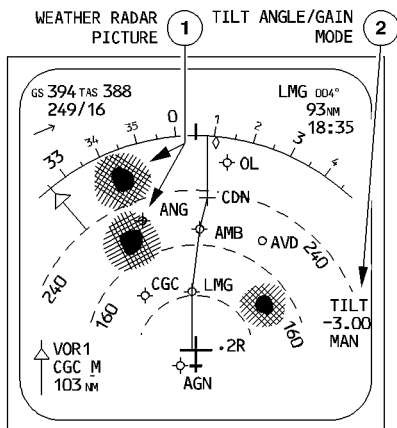 WEATHER RADAR PICTURE
1
TILT ANGLE/GAIN MODE
2
GS 394 TAS 388
249/16
LMG 004°
93NM
18:35
33
34
35
0
1
2
3
4
OL
CDN
ANG
AMB
AVD
240
240
CGC
LMG
160
160
TILT
-3.00
MAN
.2R
VOR1
CGC M
103 NM
AGN